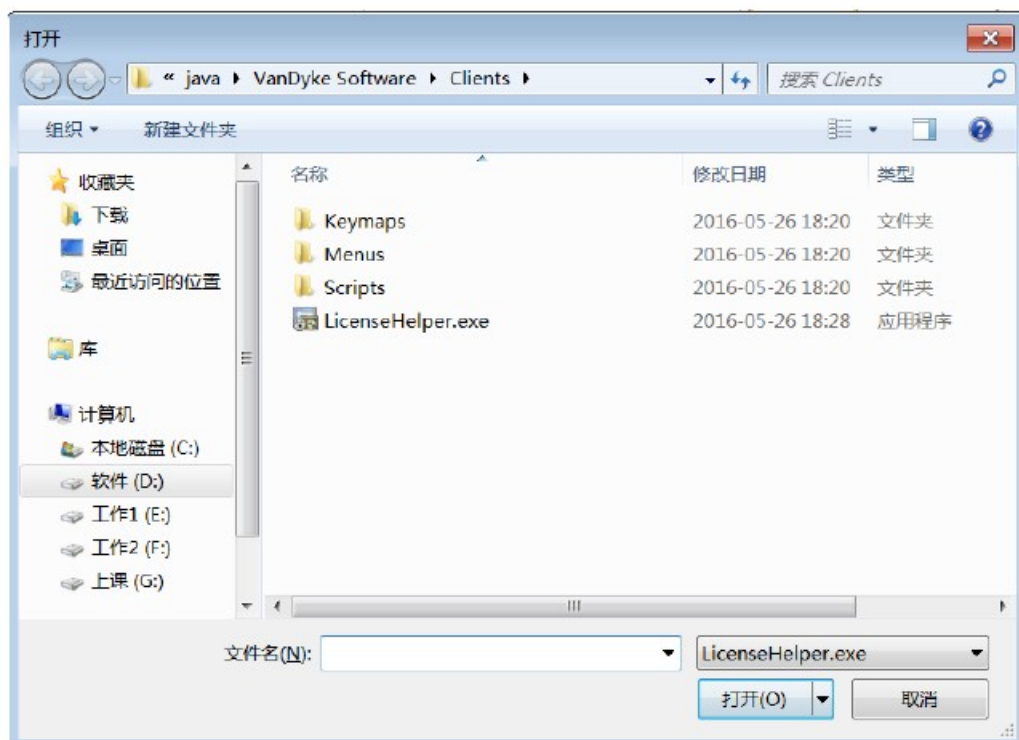 打开
« java VanDyke Software Clients 搜索 Clients
组织 新建文件夹
名称 修改日期 类型
收藏夹
下载
桌面
最近访问的位置
库
计算机
本地磁盘 (C:)
软件 (D:)
工作1 (E:)
工作2 (F:)
上课 (G:)
Keymaps 2016-05-26 18:20 文件夹
Menus 2016-05-26 18:20 文件夹
Scripts 2016-05-26 18:20 文件夹
LicenseHelper.exe 2016-05-26 18:28 应用程序
文件名(N): LicenseHelper.exe
打开(O) 取消